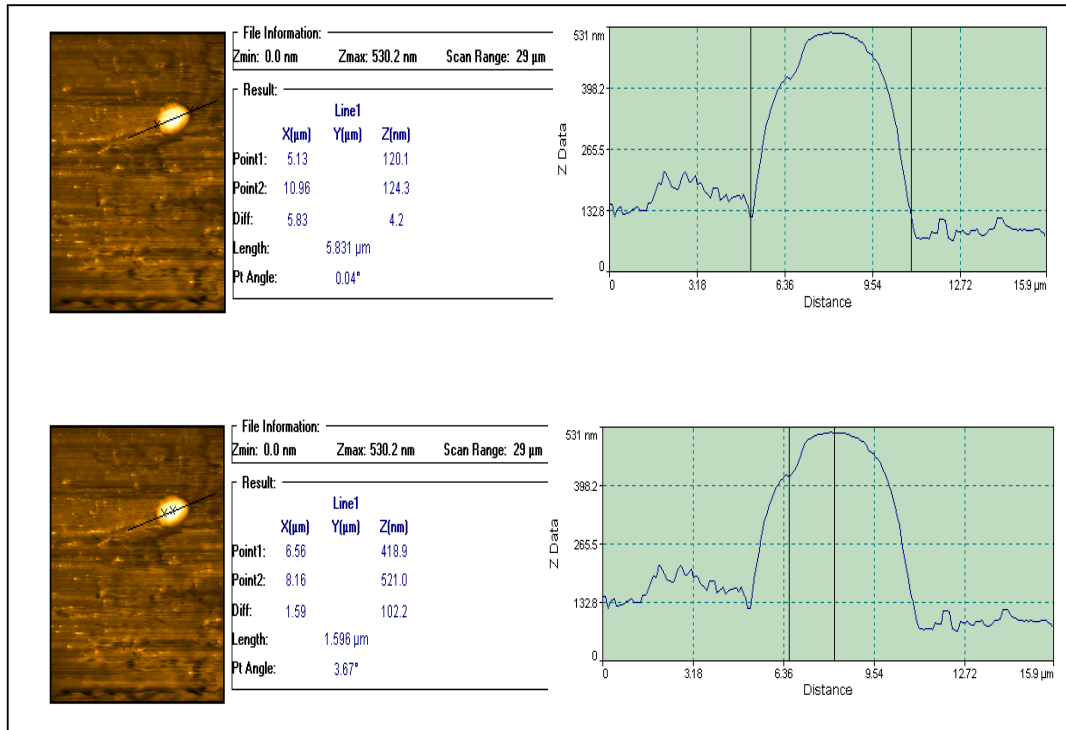 File Information:
Zmin: 0.0 nm Zmax: 530.2 nm Scan Range: 29 µm
Result:
Line1
X(µm) Y(µm) Z(nm)
Point1: 5.13 120.1
Point2: 10.96 124.3
Diff: 5.83 4.2
Length: 5.831 µm
Pt Angle: 0.04°
531 nm
398.2
265.5
132.8
0
Z Data
3.18 6.36 9.54 12.72 15.9 µm
0
Distance
File Information:
Zmin: 0.0 nm Zmax: 530.2 nm Scan Range: 29 µm
Result:
Line1
X(µm) Y(µm) Z(nm)
Point1: 6.56 418.9
Point2: 8.16 521.0
Diff: 1.59 102.2
Length: 1.596 µm
Pt Angle: 3.67°
531 nm
398.2
265.5
132.8
0
Z Data
0 3.18 6.36 9.54 12.72 15.9 µm
Distance